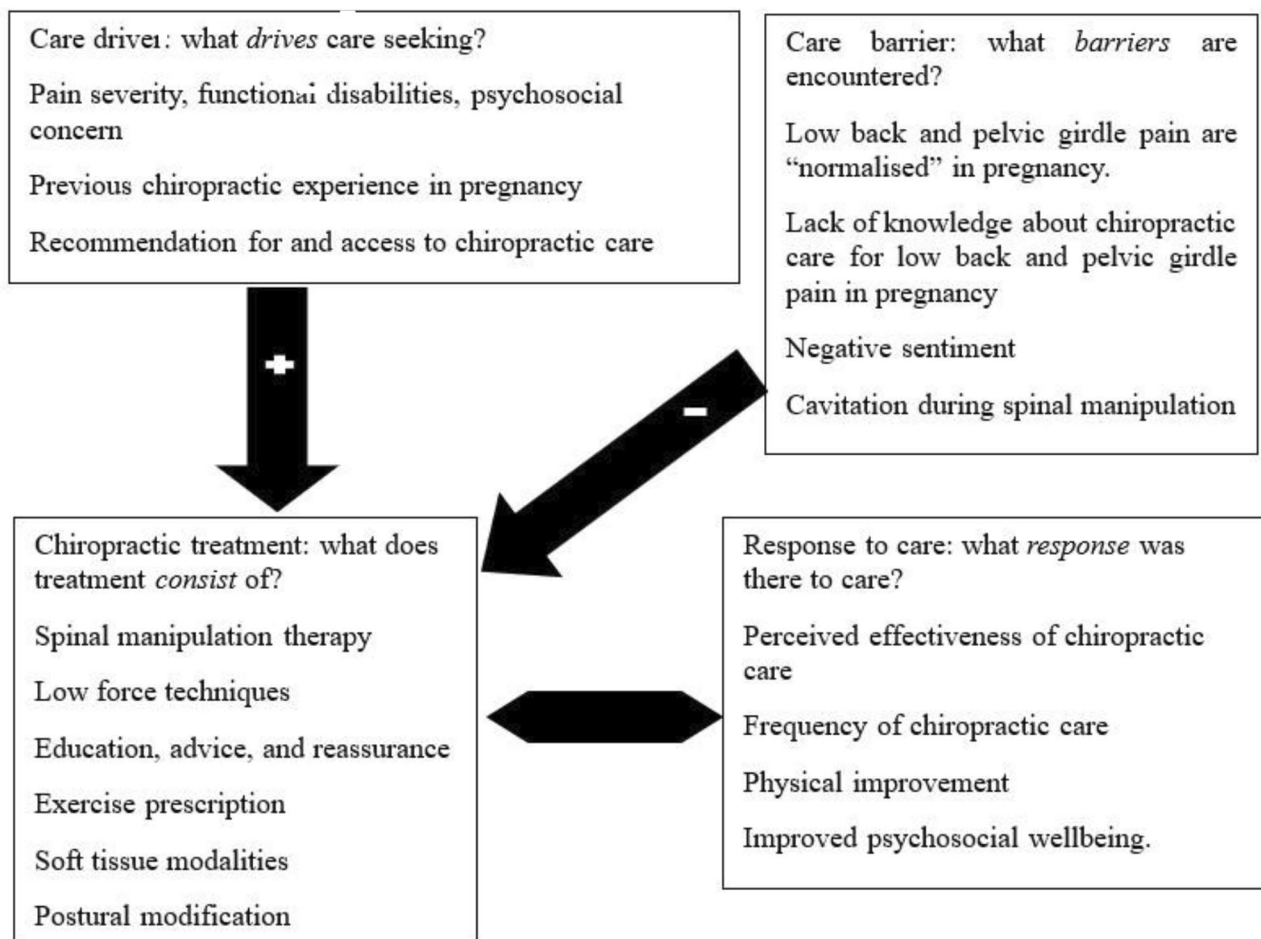 Care driver: what drives care seeking?
Pain severity, functional disabilities, psychosocial
concern
Previous chiropractic experience in pregnancy
Recommendation for and access to chiropractic care
Care barrier: what barriers are
encountered?
Low back and pelvic girdle pain are
“normalised” in pregnancy.
Lack of knowledge about chiropractic
care for low back and pelvic girdle
pain in pregnancy
Negative sentiment
Cavitation during spinal manipulation
+
-
Chiropractic treatment: what does
treatment consist of?
Spinal manipulation therapy
Low force techniques
Education, advice, and reassurance
Exercise prescription
Soft tissue modalities
Postural modification
Response to care: what response was
there to care?
Perceived effectiveness of chiropractic
care
Frequency of chiropractic care
Physical improvement
Improved psychosocial wellbeing.